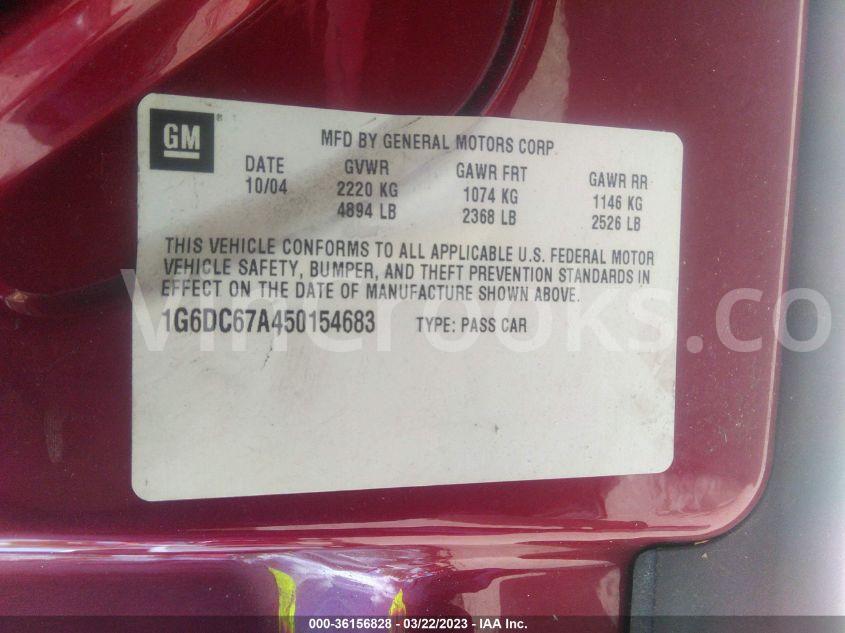 GM ®
MFD BY GENERAL MOTORS CORP.
DATE GVWR GAWR FRT GAWR RR
10/04 2220 KG 1074 KG 1146 KG
4894 LB 2368 LB 2526 LB
THIS VEHICLE CONFORMS TO ALL APPLICABLE U.S. FEDERAL MOTOR
VEHICLE SAFETY, BUMPER, AND THEFT PREVENTION STANDARDS IN
EFFECT ON THE DATE OF MANUFACTURE SHOWN ABOVE.
VinCrooks.co
1G6DC67A450154683 TYPE: PASS CAR
000-36156828 - 03/22/2023 - IAA Inc.